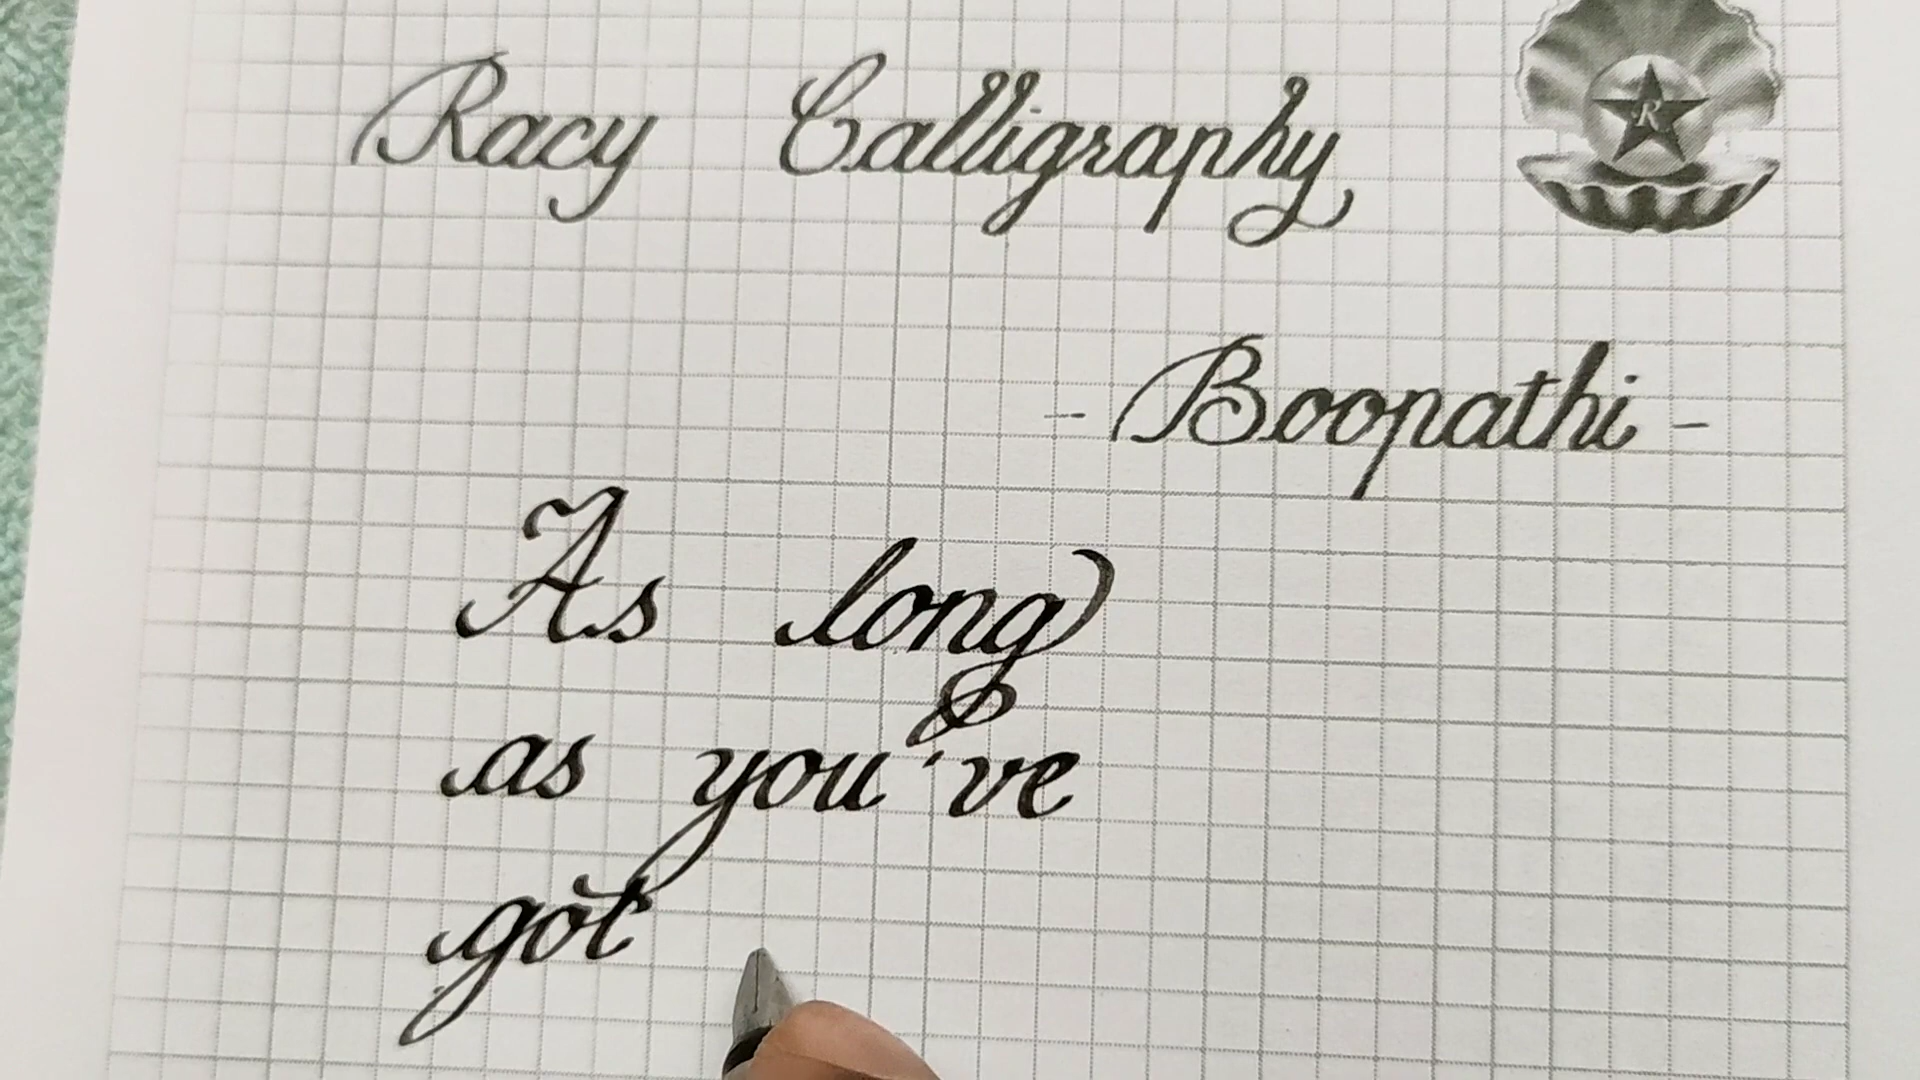 Racy Calligraphy
R
- Boopathi -
As long
as you've
got